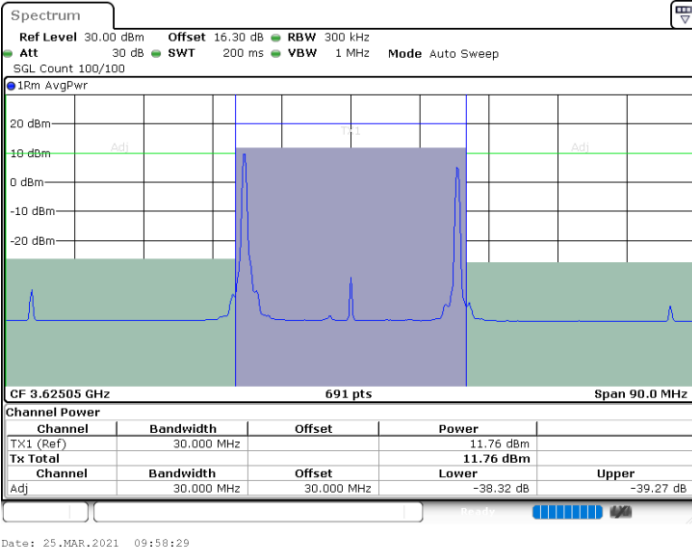 Spectrum
Ref Level 30.00 dBm Offset 16.30 dB RBW 300 kHz
Att 30 dB SWT 200 ms VBW 1 MHz Mode Auto Sweep
SGL Count 100/100
1Rm AvgPwr
20 dBm
TX1
10 dBm Adj Adj
0 dBm
-10 dBm
-20 dBm
CF 3.62505 GHz 691 pts Span 90.0 MHz
Channel Power
Channel Bandwidth Offset Power
TX1 (Ref) 30.000 MHz 11.76 dBm
Tx Total 11.76 dBm
Channel Bandwidth Offset Lower Upper
Adj 30.000 MHz 30.000 MHz -38.32 dB -39.27 dB
Ready
Date: 25.MAR.2021 09:58:29